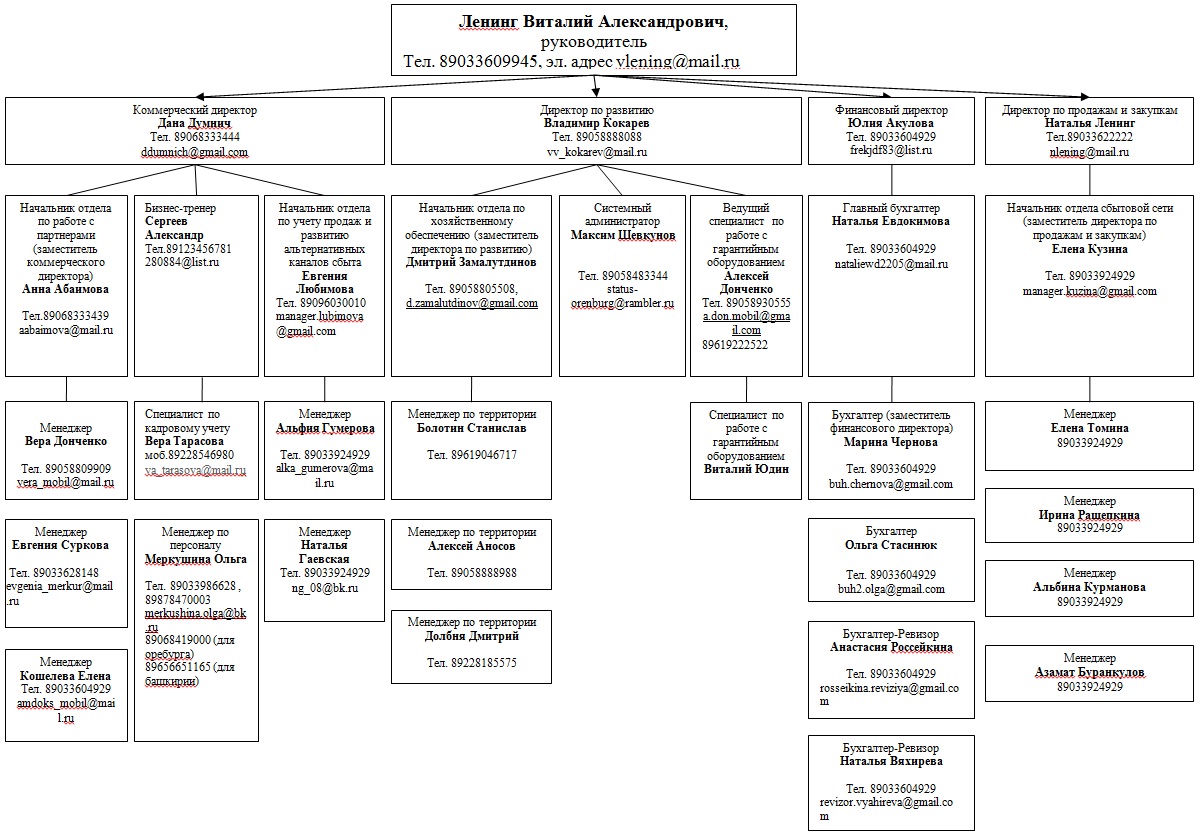 Ленинг Виталий Александрович,
руководитель
Тел. 89033609945, эл. адрес vlening@mail.ru
Коммерческий директор
Дана Думнич
Тел. 89068333444
ddumnich@gmail.com
Директор по развитию
Владимир Кокарев
Тел. 89058888088
vv_kokarev@mail.ru
Финансовый директор
Юлия Акулова
Тел. 89033604929
frekjdf83@list.ru
Директор по продажам и закупкам
Наталья Ленинг
Тел.89033622222
nlening@mail.ru
Начальник отдела
по работе с
партнерами
(заместитель
коммерческого
директора)
Анна Абаимова
Тел.89068333439
aabaimova@mail.ru
Бизнес-тренер
Сергеев
Александр
Тел.89123456781
280884@list.ru
Начальник отдела
по учету продаж и
развитию
альтернативных
каналов сбыта
Евгения
Любимова
Тел. 89096030010
manager.lubimova
@gmail.com
Начальник отдела по
хозяйственному
обеспечению (заместитель
директора по развитию)
Дмитрий Замалутдинов
Тел. 89058805508,
d.zamalutdinov@gmail.com
Системный
администратор
Максим Шевкунов
Тел. 89058483344
status-
orenburg@rambler.ru
Ведущий
специалист по
работе с
гарантийным
оборудованием
Алексей
Донченко
Тел. 89058930555
a.don.mobil@gma
il.com
89619222522
Главный бухгалтер
Наталья Евдокимова
Тел. 89033604929
nataliewd2205@mail.ru
Начальник отдела сбытовой сети
(заместитель директора по
продажам и закупкам)
Елена Кузина
Тел. 89033924929
manager.kuzina@gmail.com
Менеджер
Вера Донченко
Тел. 89058809909
vera_mobil@mail.ru
Специалист по
кадровому учету
Вера Тарасова
моб.89228546980
va_tarasova@mail.ru
Менеджер
Альфия Гумерова
Тел. 89033924929
alka_gumerova@ma
il.ru
Менеджер по территории
Болотин Станислав
Тел. 89619046717
Специалист по
работе с
гарантийным
оборудованием
Виталий Юдин
Бухгалтер (заместитель
финансового директора)
Марина Чернова
Тел. 89033604929
buh.chernova@gmail.com
Менеджер
Елена Томина
89033924929
Менеджер
Евгения Суркова
Тел. 89033628148
evgenia_merkur@mail
.ru
Менеджер по
персоналу
Меркушина Ольга
Тел. 89033986628 ,
89878470003
merkushina.olga@bk
.ru
89068419000 (для
оребурга)
89656651165 (для
башкирии)
Менеджер
Наталья
Гаевская
Тел. 89033924929
ng_08@bk.ru
Менеджер по территории
Алексей Аносов
Тел. 89058888988
Бухгалтер
Ольга Стасинюк
Тел. 89033604929
buh2.olga@gmail.com
Менеджер
Ирина Ращепкина
89033924929
Менеджер
Альбина Курманова
89033924929
Менеджер
Кошелева Елена
Тел. 89033604929
amdoks_mobil@mai
l.ru
Менеджер по территории
Долбня Дмитрий
Тел. 89228185575
Бухгалтер-Ревизор
Анастасия Россейкина
Тел. 89033604929
rosseikina.reviziya@gmail.co
m
Менеджер
Азамат Буранкулов
89033924929
Бухгалтер-Ревизор
Наталья Вяхирева
Тел. 89033604929
revizor.vyahireva@gmail.co
m